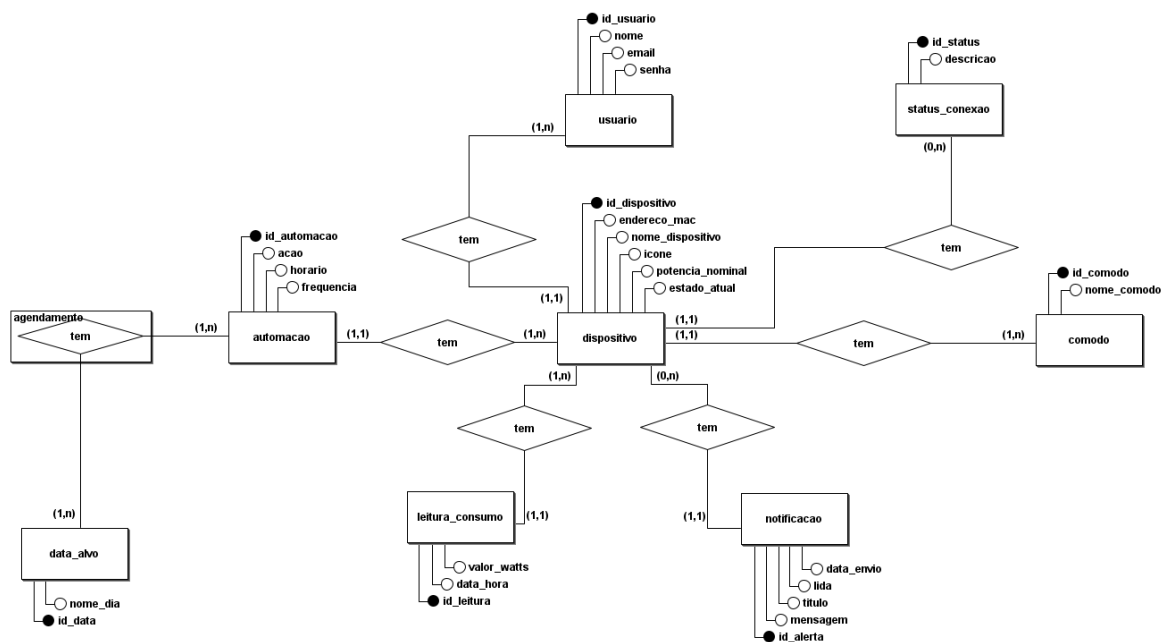 id_usuario
nome
email
senha
usuario
(1,n)
id_status
descricao
status_conexao
(0,n)
tem
tem
id_dispositivo
endereco_mac
nome_dispositivo
icone
potencia_nominal
estado_atual
dispositivo
(1,1)
(1,1)
(1,1)
id_automacao
acao
horario
frequencia
automacao
(1,n)
(1,1)
tem
(1,n)
agendamento
tem
id_comodo
nome_comodo
comodo
tem
(1,n)
(1,n)
(0,n)
tem
tem
(1,n)
data_alvo
nome_dia
id_data
leitura_consumo
(1,1)
valor_watts
data_hora
id_leitura
(1,1)
notificacao
data_envio
lida
titulo
mensagem
id_alerta